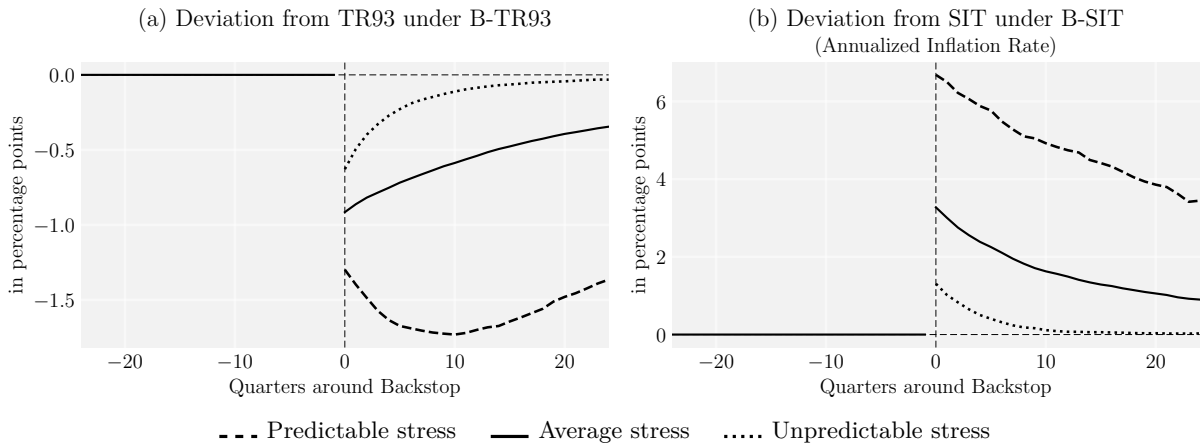 (a) Deviation from TR93 under B-TR93
in percentage points
0.0
−0.5
−1.0
−1.5
−20
−10
0
10
20
Quarters around Backstop
(b) Deviation from SIT under B-SIT
(Annualized Inflation Rate)
in percentage points
6
4
2
0
−20
−10
0
10
20
Quarters around Backstop
Predictable stress
Average stress
Unpredictable stress